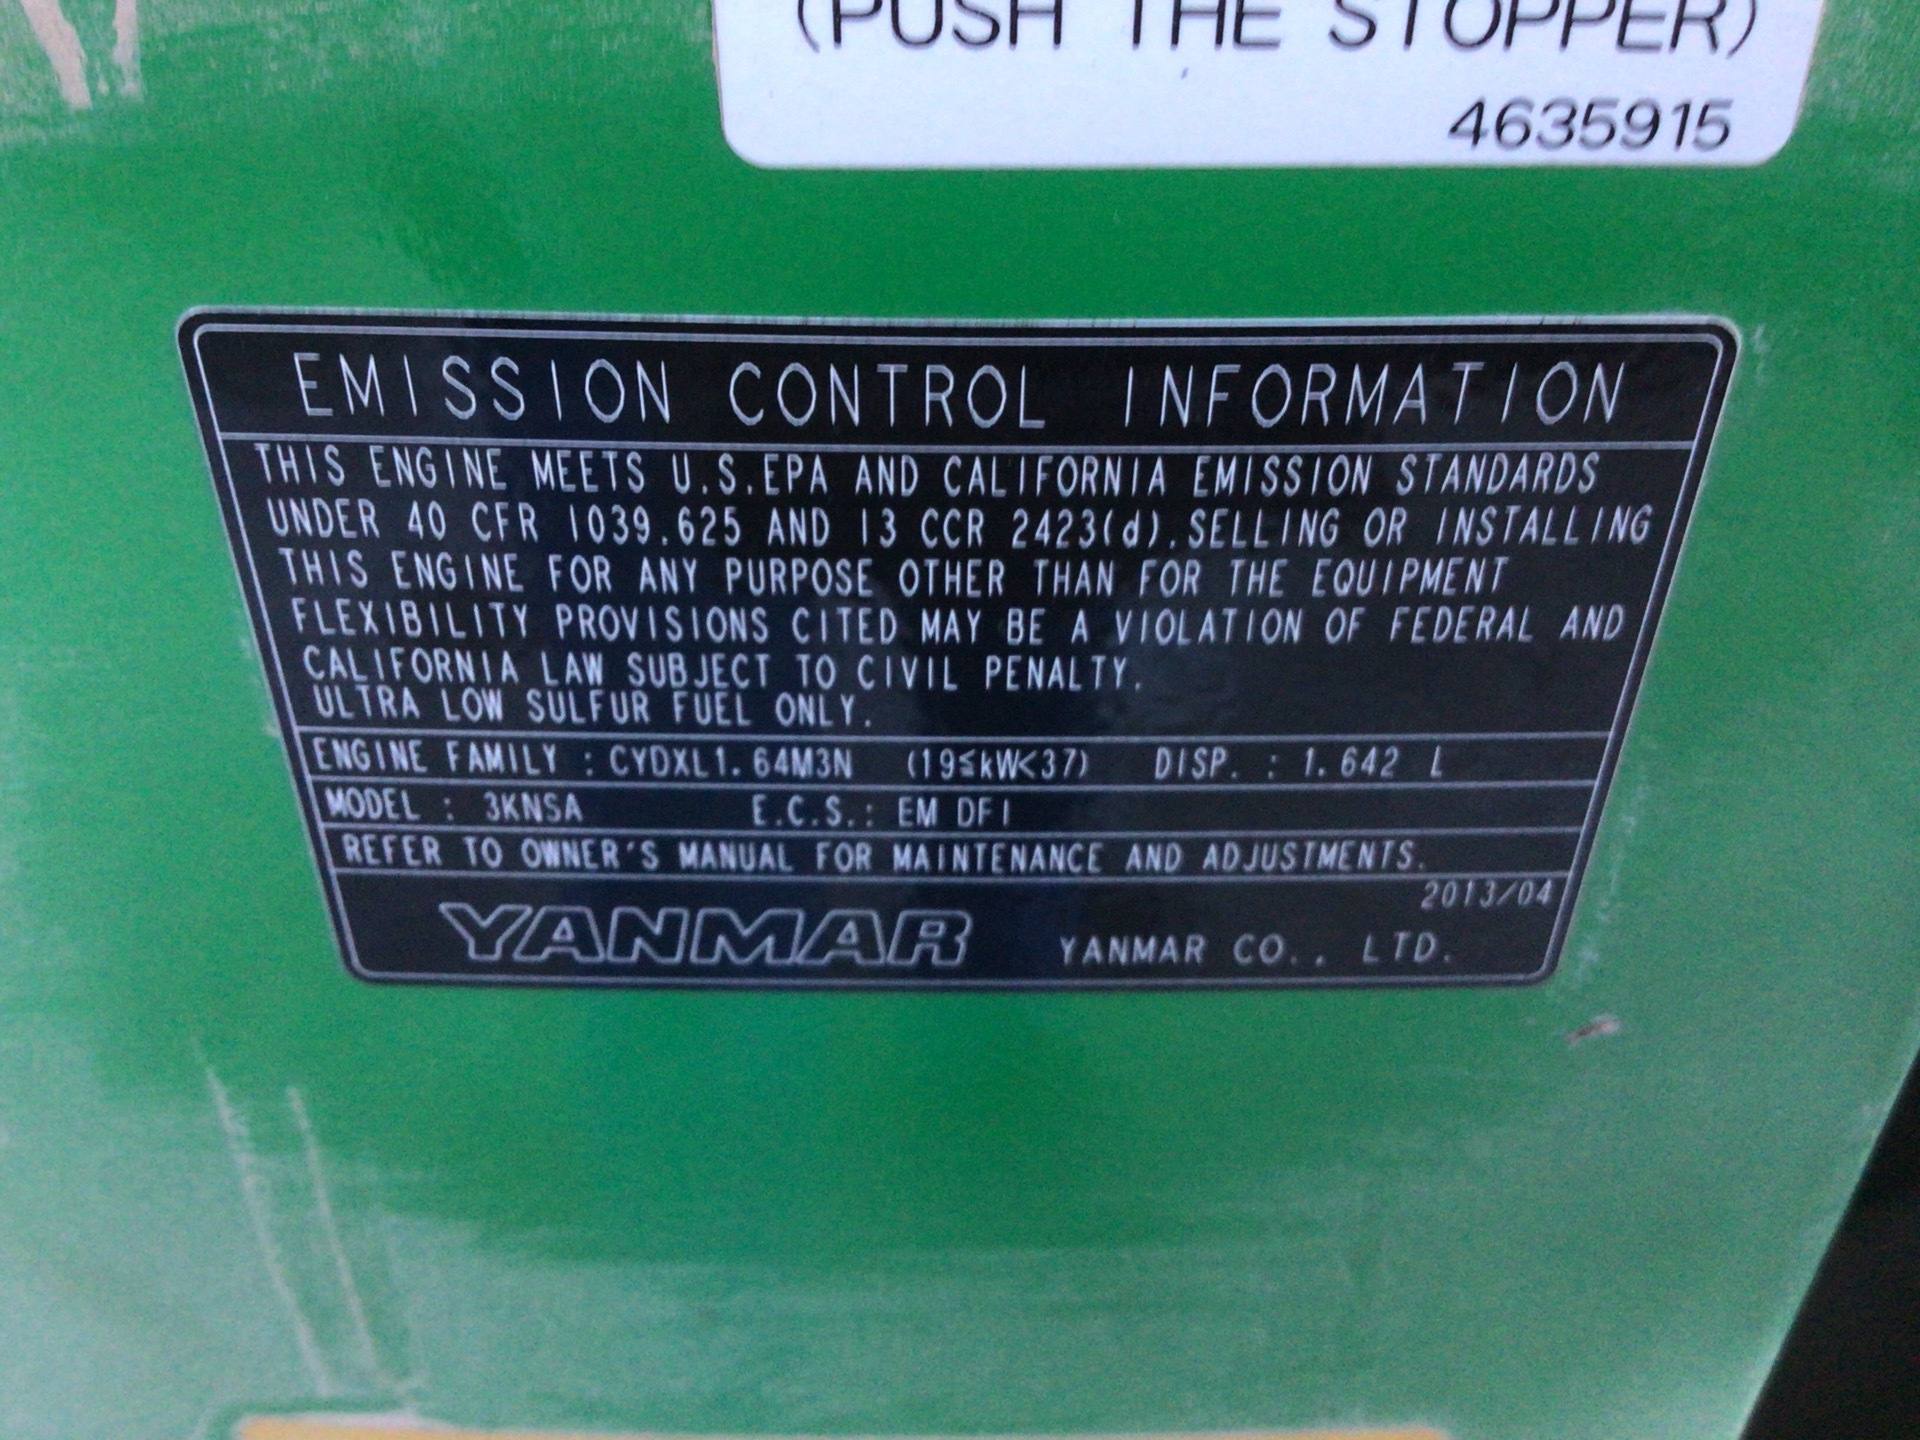 (PUSH THE STOPPER)
4635915
EMISSION CONTROL INFORMATION
THIS ENGINE MEETS U.S.EPA AND CALIFORNIA EMISSION STANDARDS
UNDER 40 CFR 1039.625 AND 13 CCR 2423(d).SELLING OR INSTALLING
THIS ENGINE FOR ANY PURPOSE OTHER THAN FOR THE EQUIPMENT
FLEXIBILITY PROVISIONS CITED MAY BE A VIOLATION OF FEDERAL AND
CALIFORNIA LAW SUBJECT TO CIVIL PENALTY.
ULTRA LOW SULFUR FUEL ONLY.
ENGINE FAMILY : CYDXL1.64M3N (19≦kW<37) DISP. : 1.642 L
MODEL : 3KNSA E.C.S.: EM DFI
REFER TO OWNER'S MANUAL FOR MAINTENANCE AND ADJUSTMENTS.
2013/04
YANMAR YANMAR CO., LTD.